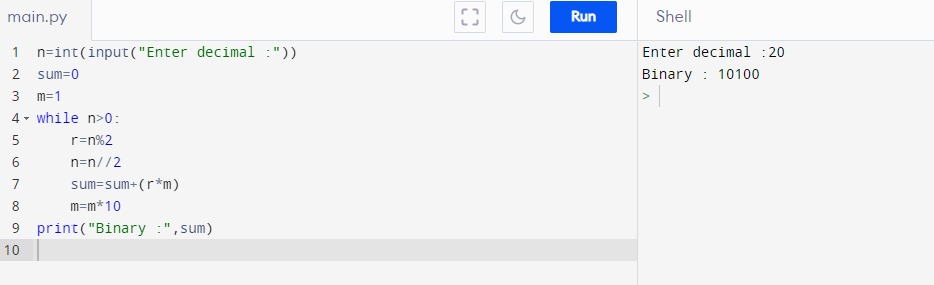 main.py
Run
Shell
1 n=int(input("Enter decimal :"))
2 sum=0
3 m=1
4 while n>0:
5     r=n%2
6     n=n//2
7     sum=sum+(r*m)
8     m=m*10
9 print("Binary :",sum)
10
Enter decimal :20
Binary : 10100
>